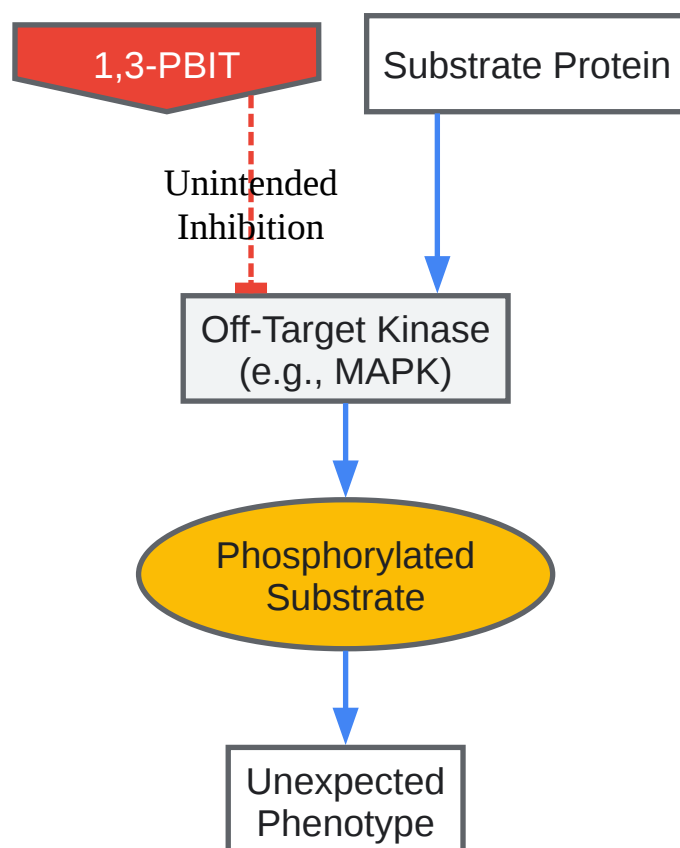 1,3-PBIT
Substrate Protein
Unintended
Inhibition
Off-Target Kinase
(e.g., MAPK)
Phosphorylated
Substrate
Unexpected
Phenotype